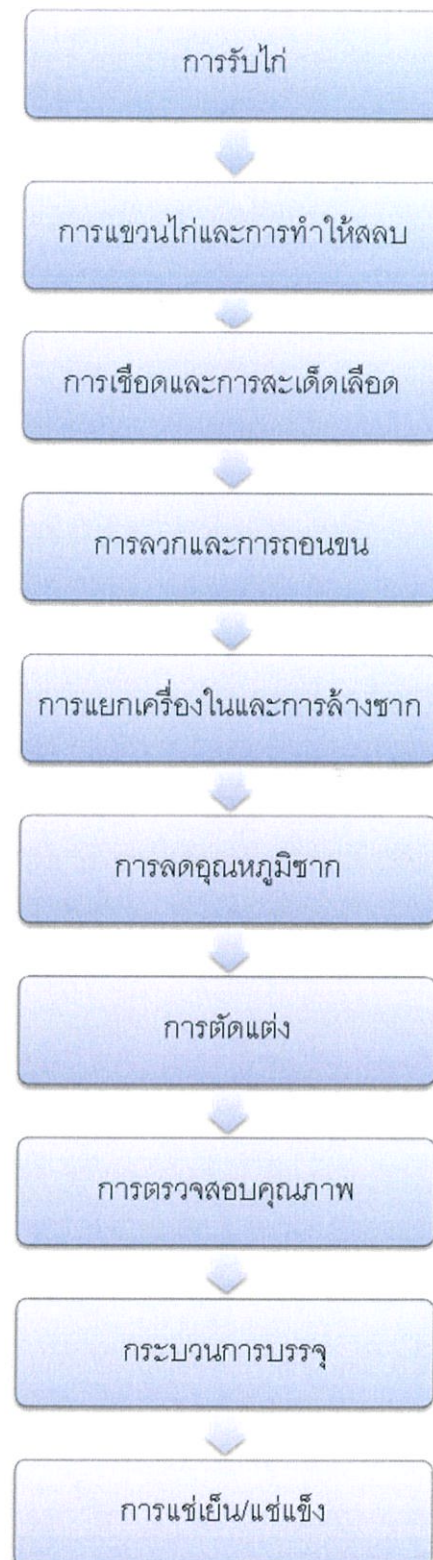 การรับไก่
การแขวนไก่และการทำให้สลบ
การเชือดและการสะเด็ดเลือด
การลวกและการถอนขน
การแยกเครื่องในและการล้างซาก
การลดอุณหภูมิซาก
การตัดแต่ง
การตรวจสอบคุณภาพ
กระบวนการบรรจุ
การแช่เย็น/แช่แข็ง